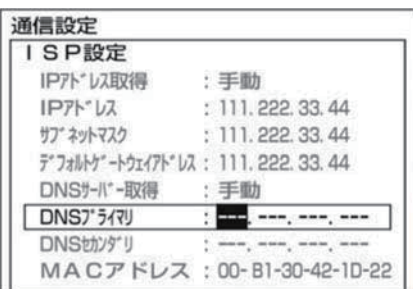 通信設定
ＩＳＰ設定
IPｱﾄﾞﾚｽ取得 : 手動
IPｱﾄﾞﾚｽ : 111. 222. 33. 44
ｻﾌﾞﾈｯﾄﾏｽｸ : 111. 222. 33. 44
ﾃﾞﾌｫﾙﾄｹﾞｰﾄｳｪｲｱﾄﾞﾚｽ : 111. 222. 33. 44
DNSｻｰﾊﾞｰ取得 : 手動
DNSﾌﾟﾗｲﾏﾘ : ---. ---. ---. ---
DNSｾｶﾝﾀﾞﾘ : ---. ---. ---. ---
ＭＡＣアドレス : 00-B1-30-42-1D-22